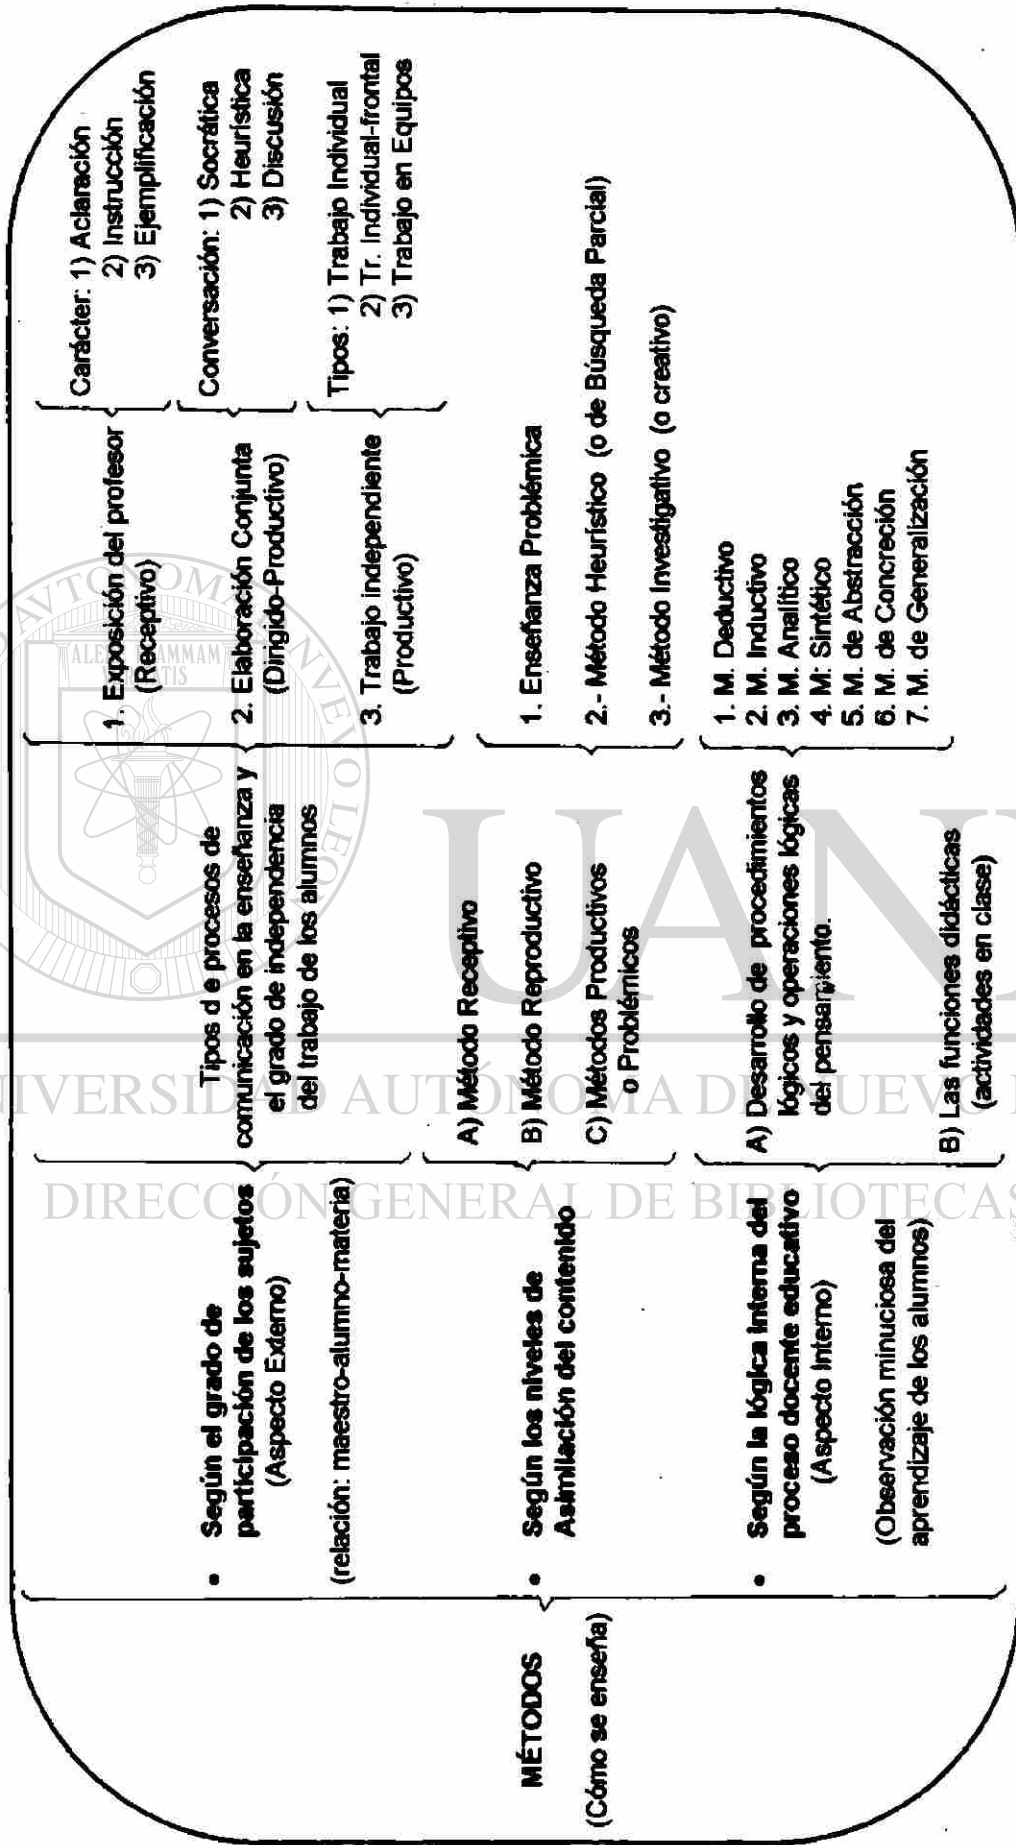 MÉTODOS
(Cómo se enseña)
• Según el grado de
participación de los sujetos
(Aspecto Externo)
(relación: maestro-alumno-materia)
Tipos d e procesos de
comunicación en la enseñanza y
el grado de independencia
del trabajo de los alumnos
1. Exposición del profesor
(Receptivo)
Carácter: 1) Aclaración
2) Instrucción
3) Ejemplificación
2. Elaboración Conjunta
(Dirigido-Productivo)
Conversación: 1) Socrática
2) Heurística
3) Discusión
3. Trabajo independiente
(Productivo)
Tipos: 1) Trabajo Individual
2) Tr. Individual-frontal
3) Trabajo en Equipos
• Según los niveles de
Asimilación del contenido
A) Método Receptivo
B) Método Reproductivo
C) Métodos Productivos
o Problémicos
1. Enseñanza Problémica
2.- Método Heurístico (o de Búsqueda Parcial)
3.- Método Investigativo (o creativo)
• Según la lógica interna del
proceso docente educativo
(Aspecto Interno)
(Observación minuciosa del
aprendizaje de los alumnos)
A) Desarrollo de procedimientos
lógicos y operaciones lógicas
del pensamiento.
1. M. Deductivo
2. M. Inductivo
3. M. Analítico
4. M: Sintético
5. M. de Abstracción
6. M. de Concreción
7. M. de Generalización
B) Las funciones didácticas
(actividades en clase)
UANL
NIVERSIDAD AUTÓNOMA DE NUEVO
DIRECCIÓN GENERAL DE BIBLIOTECAS